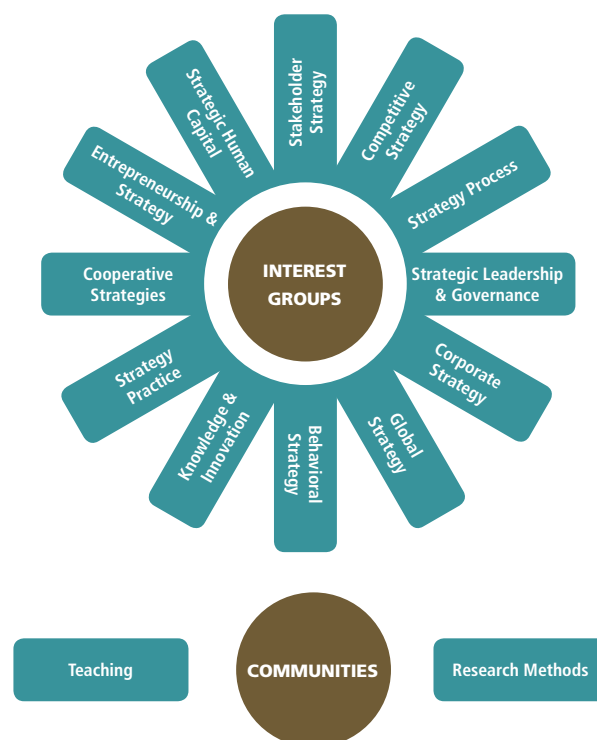 Stakeholder
Strategy
Competitive
Strategy
Strategy Process
Strategic Leadership
& Governance
Corporate
Strategy
Global
Strategy
Behavioral
Strategy
Knowledge &
Innovation
Strategy
Practice
Cooperative
Strategies
Entrepreneurship &
Strategy
Strategic Human
Capital
INTEREST
GROUPS
Teaching
COMMUNITIES
Research Methods